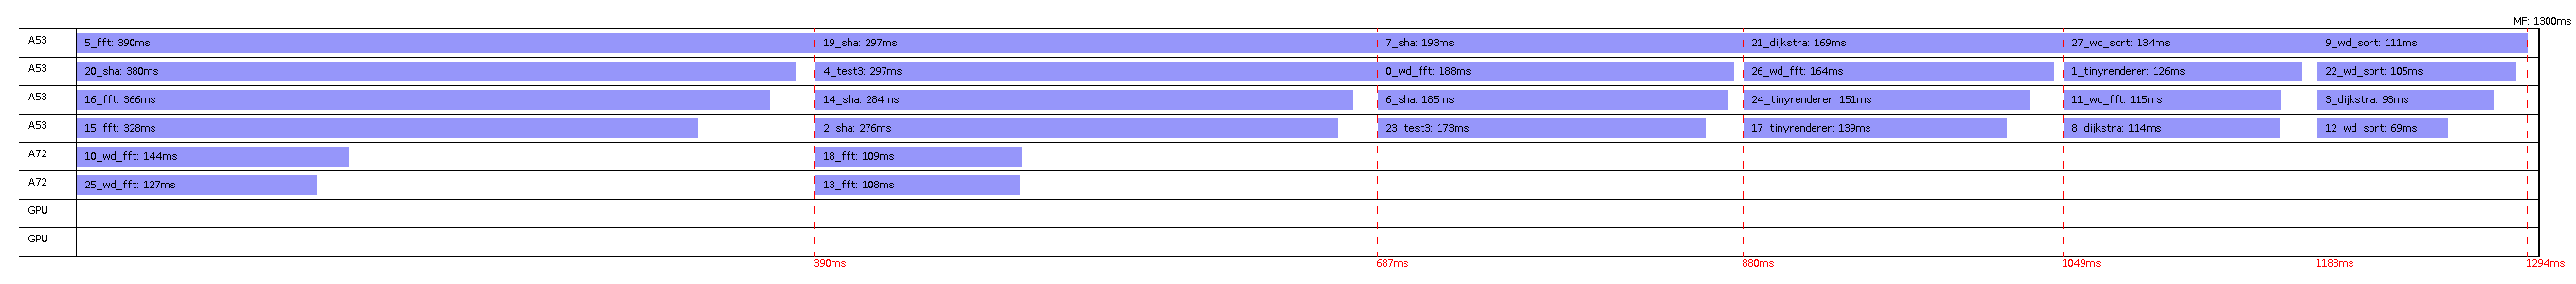 MF: 1300ms
A53 5_fft: 390ms 19_sha: 297ms 7_sha: 193ms 21_dijkstra: 169ms 27_wd_sort: 134ms 9_wd_sort: 111ms
A53 20_sha: 380ms 4_test3: 297ms 0_wd_fft: 188ms 26_wd_fft: 164ms 1_tinyrenderer: 126ms 22_wd_sort: 105ms
A53 16_fft: 366ms 14_sha: 284ms 6_sha: 185ms 24_tinyrenderer: 151ms 11_wd_fft: 115ms 3_dijkstra: 93ms
A53 15_fft: 328ms 2_sha: 276ms 23_test3: 173ms 17_tinyrenderer: 139ms 8_dijkstra: 114ms 12_wd_sort: 69ms
A72 10_wd_fft: 144ms 18_fft: 109ms
A72 25_wd_fft: 127ms 13_fft: 108ms
GPU
GPU
390ms 687ms 880ms 1049ms 1183ms 1294ms